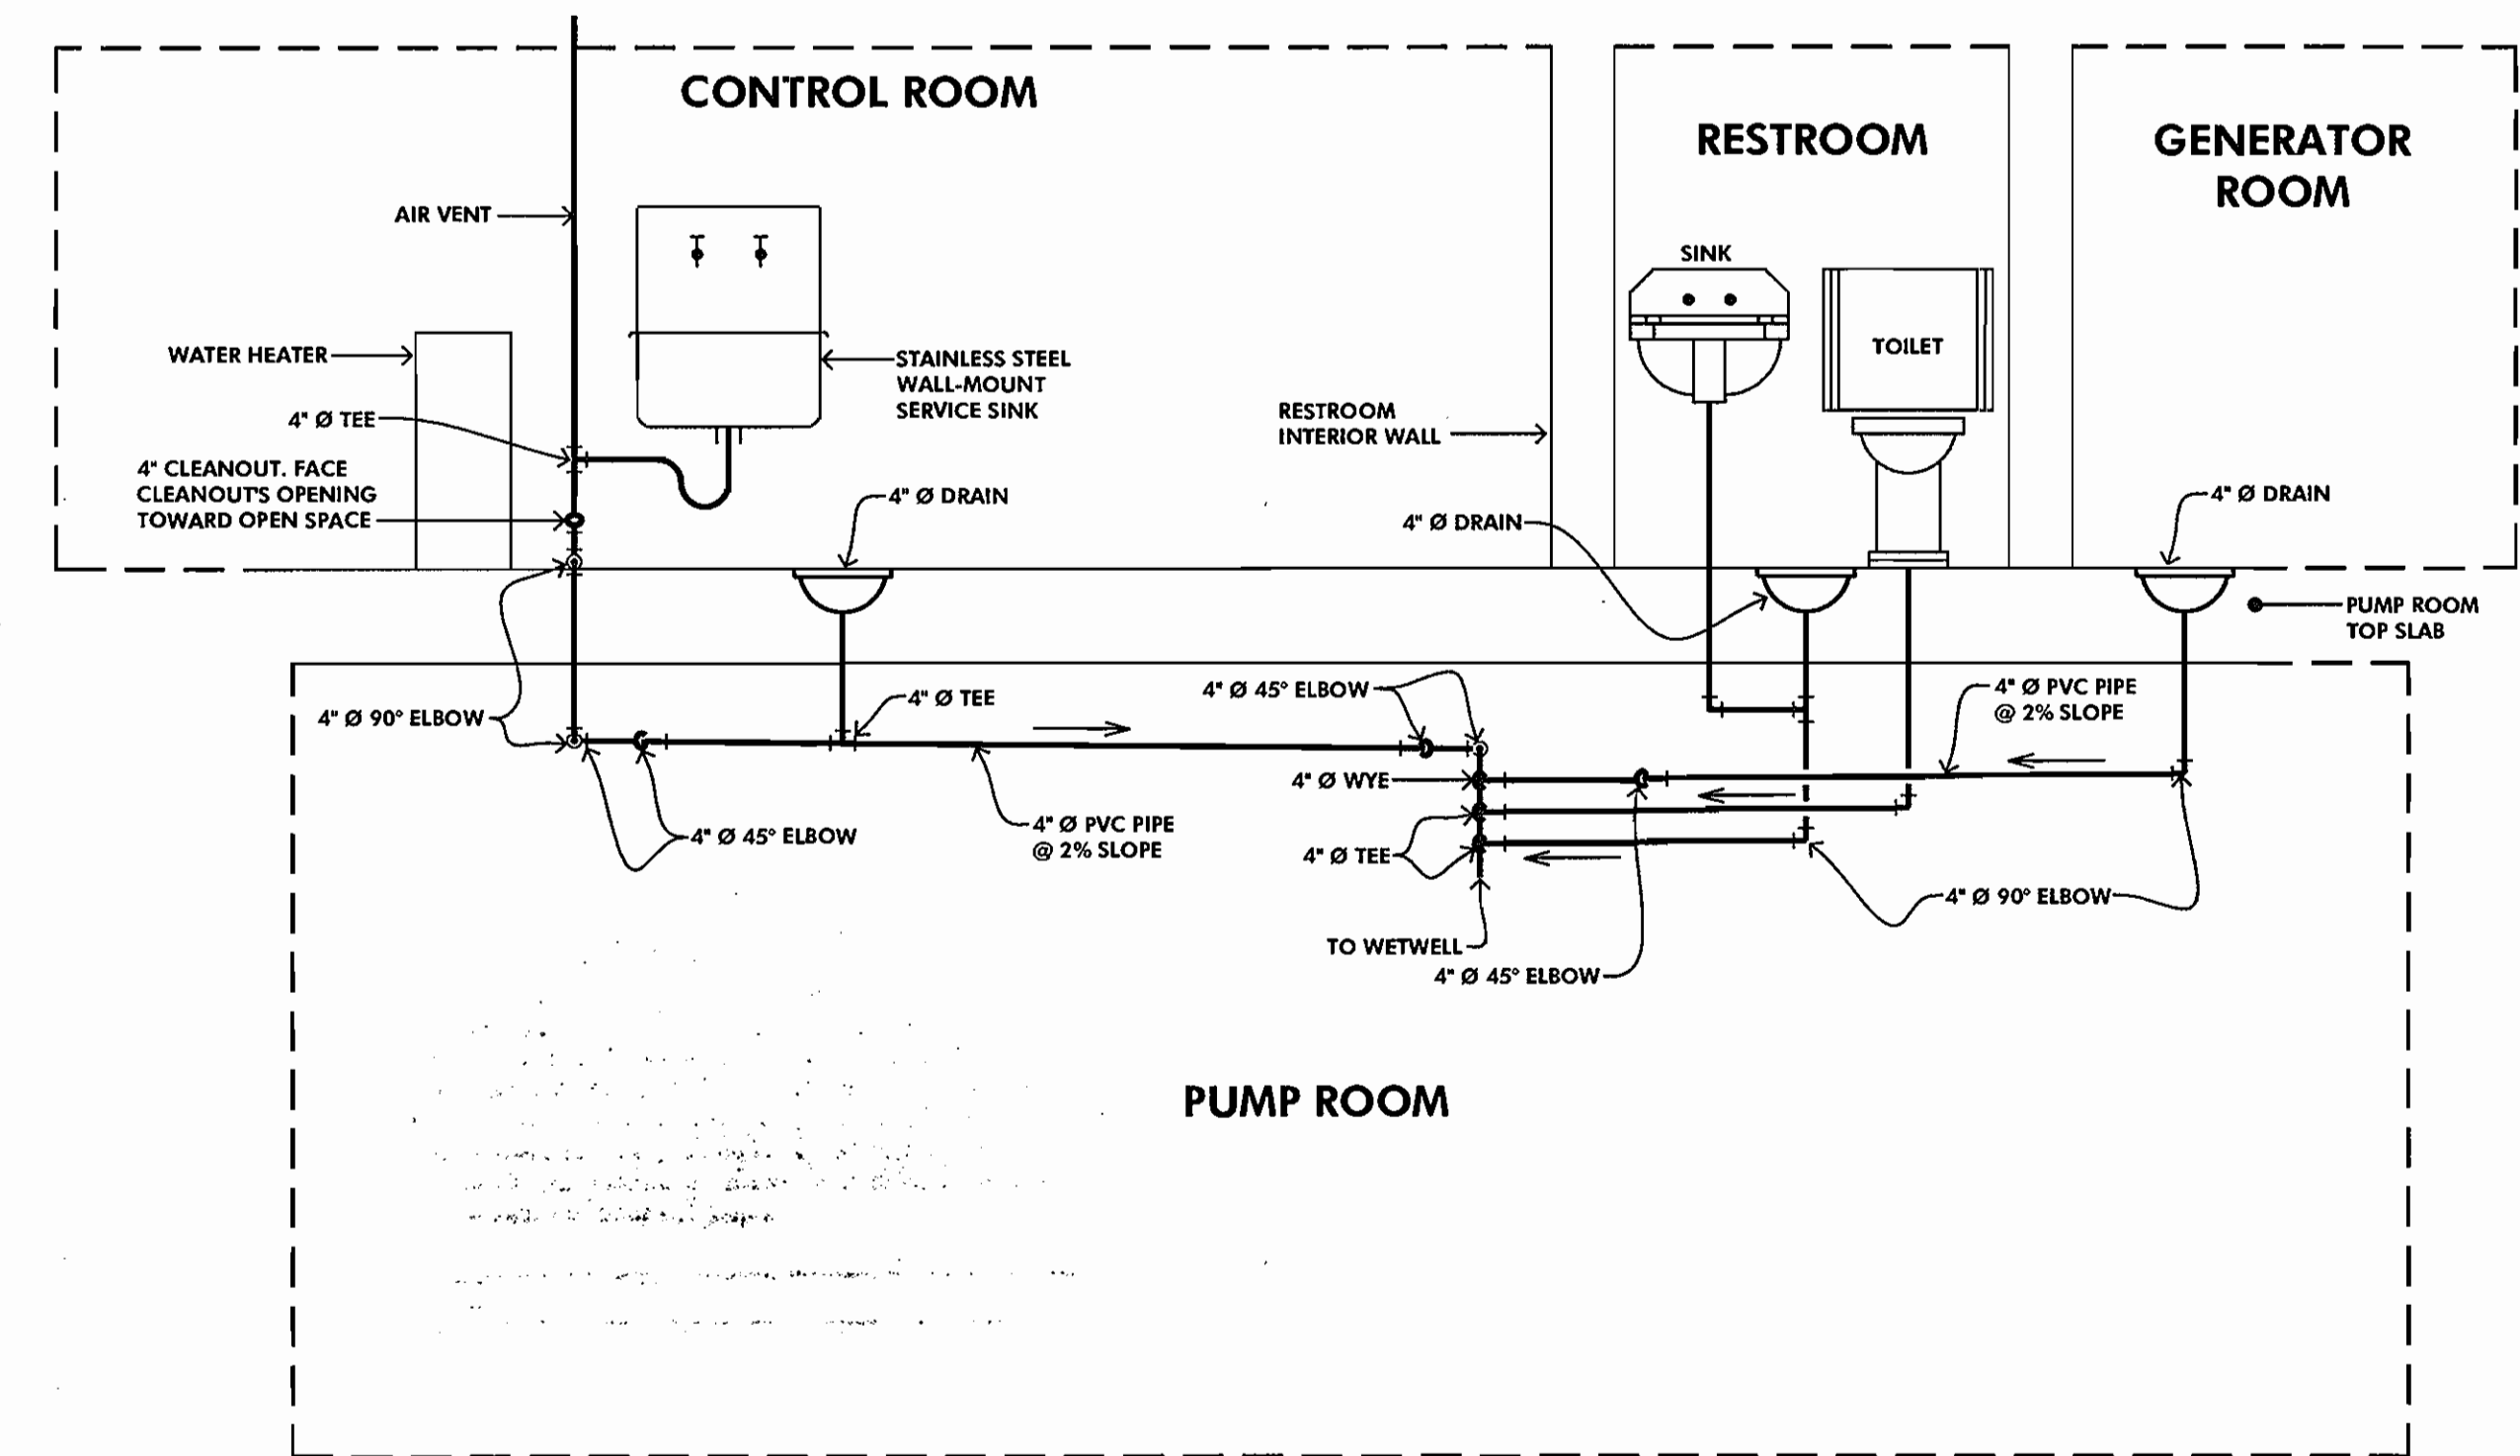 CONTROL ROOM
RESTROOM
GENERATOR
ROOM
AIR VENT
SINK
WATER HEATER
TOILET
STAINLESS STEEL
WALL-MOUNT
SERVICE SINK
4" Ø TEE
RESTROOM
INTERIOR WALL
4" CLEANOUT. FACE
CLEANOUT'S OPENING
TOWARD OPEN SPACE
4" Ø DRAIN
4" Ø DRAIN
4" Ø DRAIN
PUMP ROOM
TOP SLAB
4" Ø 90° ELBOW
4" Ø TEE
4" Ø 45° ELBOW
4" Ø PVC PIPE
@ 2% SLOPE
4" Ø WYE
4" Ø 45° ELBOW
4" Ø PVC PIPE
@ 2% SLOPE
4" Ø TEE
4" Ø 90° ELBOW
TO WETWELL
4" Ø 45° ELBOW
PUMP ROOM